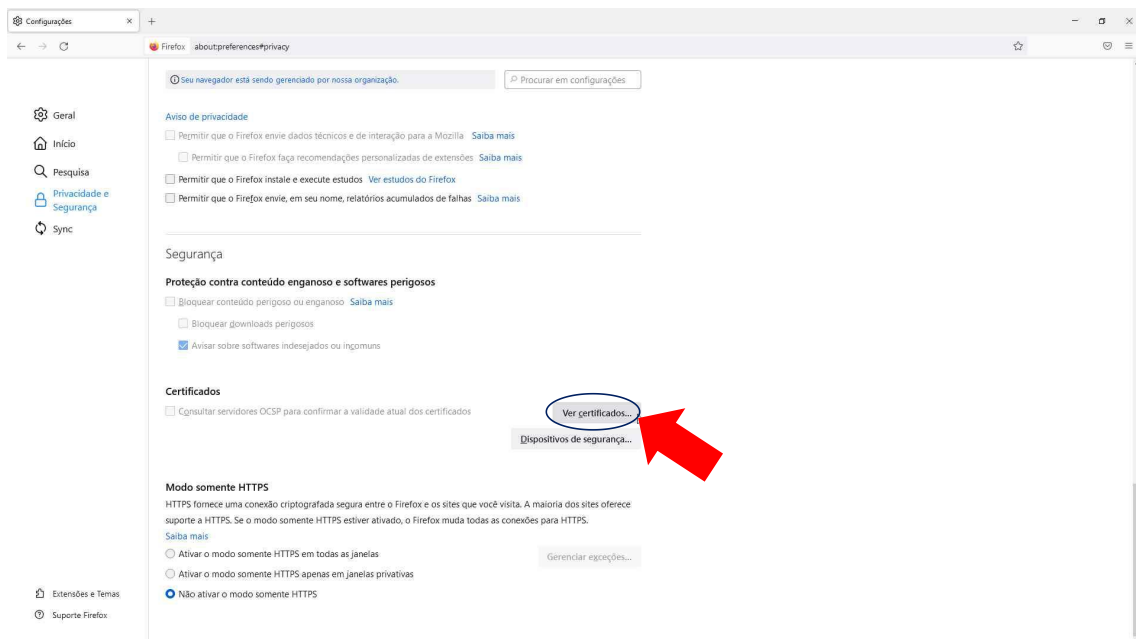 Configurações
Firefox about:preferences#privacy
Seu navegador está sendo gerenciado por nossa organização.
Procurar em configurações
Geral
Início
Pesquisa
Privacidade e
Segurança
Sync
Extensões e Temas
Suporte Firefox
Aviso de privacidade
Permitir que o Firefox envie dados técnicos e de interação para a Mozilla Saiba mais
Permitir que o Firefox faça recomendações personalizadas de extensões Saiba mais
Permitir que o Firefox instale e execute estudos Ver estudos do Firefox
Permitir que o Firefox envie, em seu nome, relatórios acumulados de falhas Saiba mais
Segurança
Proteção contra conteúdo enganoso e softwares perigosos
Bloquear conteúdo perigoso ou enganoso Saiba mais
Bloquear downloads perigosos
Avisar sobre softwares indesejados ou incomuns
Certificados
Consultar servidores OCSP para confirmar a validade atual dos certificados
Ver certificados...
Dispositivos de segurança...
Modo somente HTTPS
HTTPS fornece uma conexão criptografada segura entre o Firefox e os sites que você visita. A maioria dos sites oferece
suporte a HTTPS. Se o modo somente HTTPS estiver ativado, o Firefox muda todas as conexões para HTTPS.
Saiba mais
Ativar o modo somente HTTPS em todas as janelas
Gerenciar exceções...
Ativar o modo somente HTTPS apenas em janelas privativas
Não ativar o modo somente HTTPS